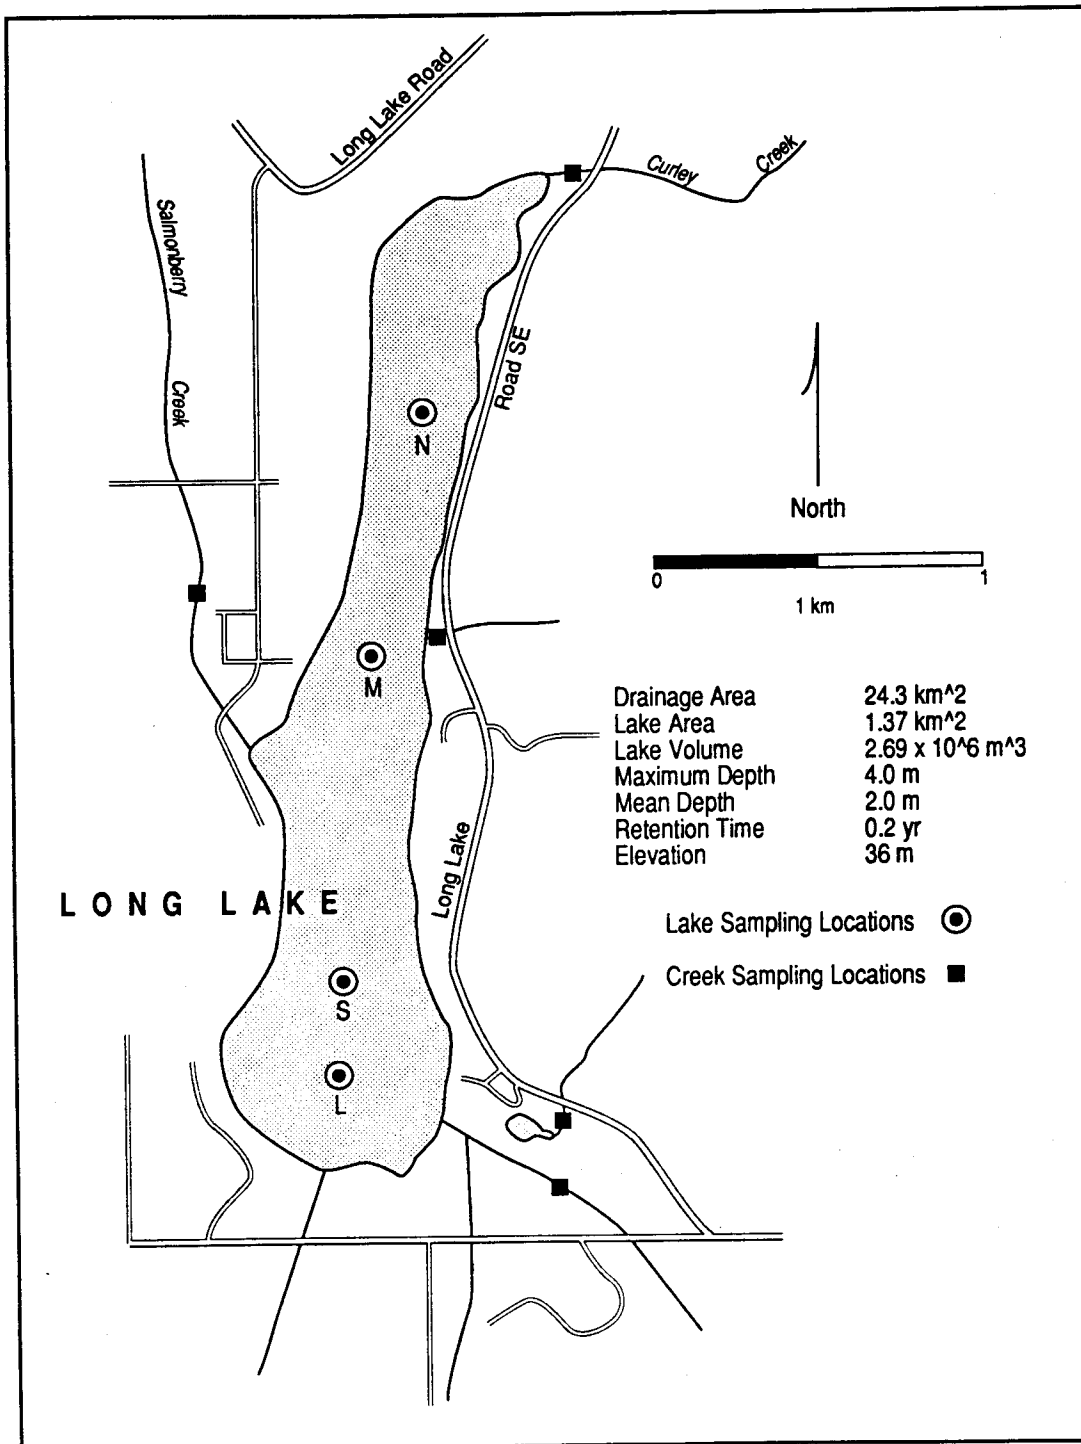 Long Lake Road
Curley Creek
Salmonberry Creek
Road SE
N
North
0 1
1 km
M
Drainage Area 24.3 km^2
Lake Area 1.37 km^2
Lake Volume 2.69 x 10^6 m^3
Maximum Depth 4.0 m
Mean Depth 2.0 m
Retention Time 0.2 yr
Elevation 36 m
Long Lake
LONG LAKE
Lake Sampling Locations
Creek Sampling Locations
S
L